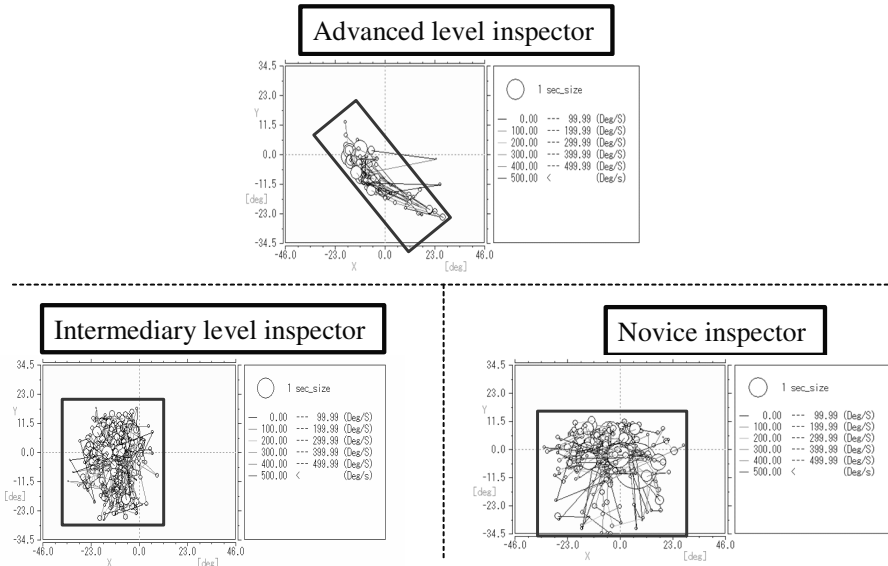 Advanced level inspector
34.5
23.0
Y
11.5
0.0
-11.5
[deg]
-23.0
-34.5
-46.0 -23.0 0.0 23.0 46.0
X [deg]
1 sec_size
0.00 --- 99.99 (Deg/S)
100.00 --- 199.99 (Deg/S)
200.00 --- 299.99 (Deg/S)
300.00 --- 399.99 (Deg/S)
400.00 --- 499.99 (Deg/S)
500.00 < (Deg/s)
Intermediary level inspector
34.5
23.0
Y
11.5
0.0
-11.5
[deg]
-23.0
-34.5
-46.0 -23.0 0.0 [deg] 46.0
X
1 sec_size
0.00 --- 99.99 (Deg/S)
100.00 --- 199.99 (Deg/S)
200.00 --- 299.99 (Deg/S)
300.00 --- 399.99 (Deg/S)
400.00 --- 499.99 (Deg/S)
500.00 < (Deg/s)
Novice inspector
34.5
23.0
Y
11.5
0.0
-11.5
[deg]
-23.0
-34.5
-46.0 -23.0 0.0 23.0 46.0
X [deg]
1 sec_size
0.00 --- 99.99 (Deg/S)
100.00 --- 199.99 (Deg/S)
200.00 --- 299.99 (Deg/S)
300.00 --- 399.99 (Deg/S)
400.00 --- 499.99 (Deg/S)
500.00 < (Deg/s)